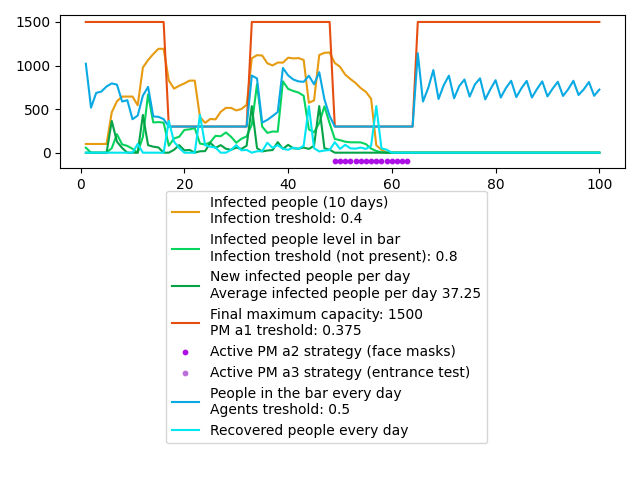 1500
1000
500
0
0 20 40 60 80 100
Infected people (10 days)
Infection treshold: 0.4
Infected people level in bar
Infection treshold (not present): 0.8
New infected people per day
Average infected people per day 37.25
Final maximum capacity: 1500
PM a1 treshold: 0.375
Active PM a2 strategy (face masks)
Active PM a3 strategy (entrance test)
People in the bar every day
Agents treshold: 0.5
Recovered people every day